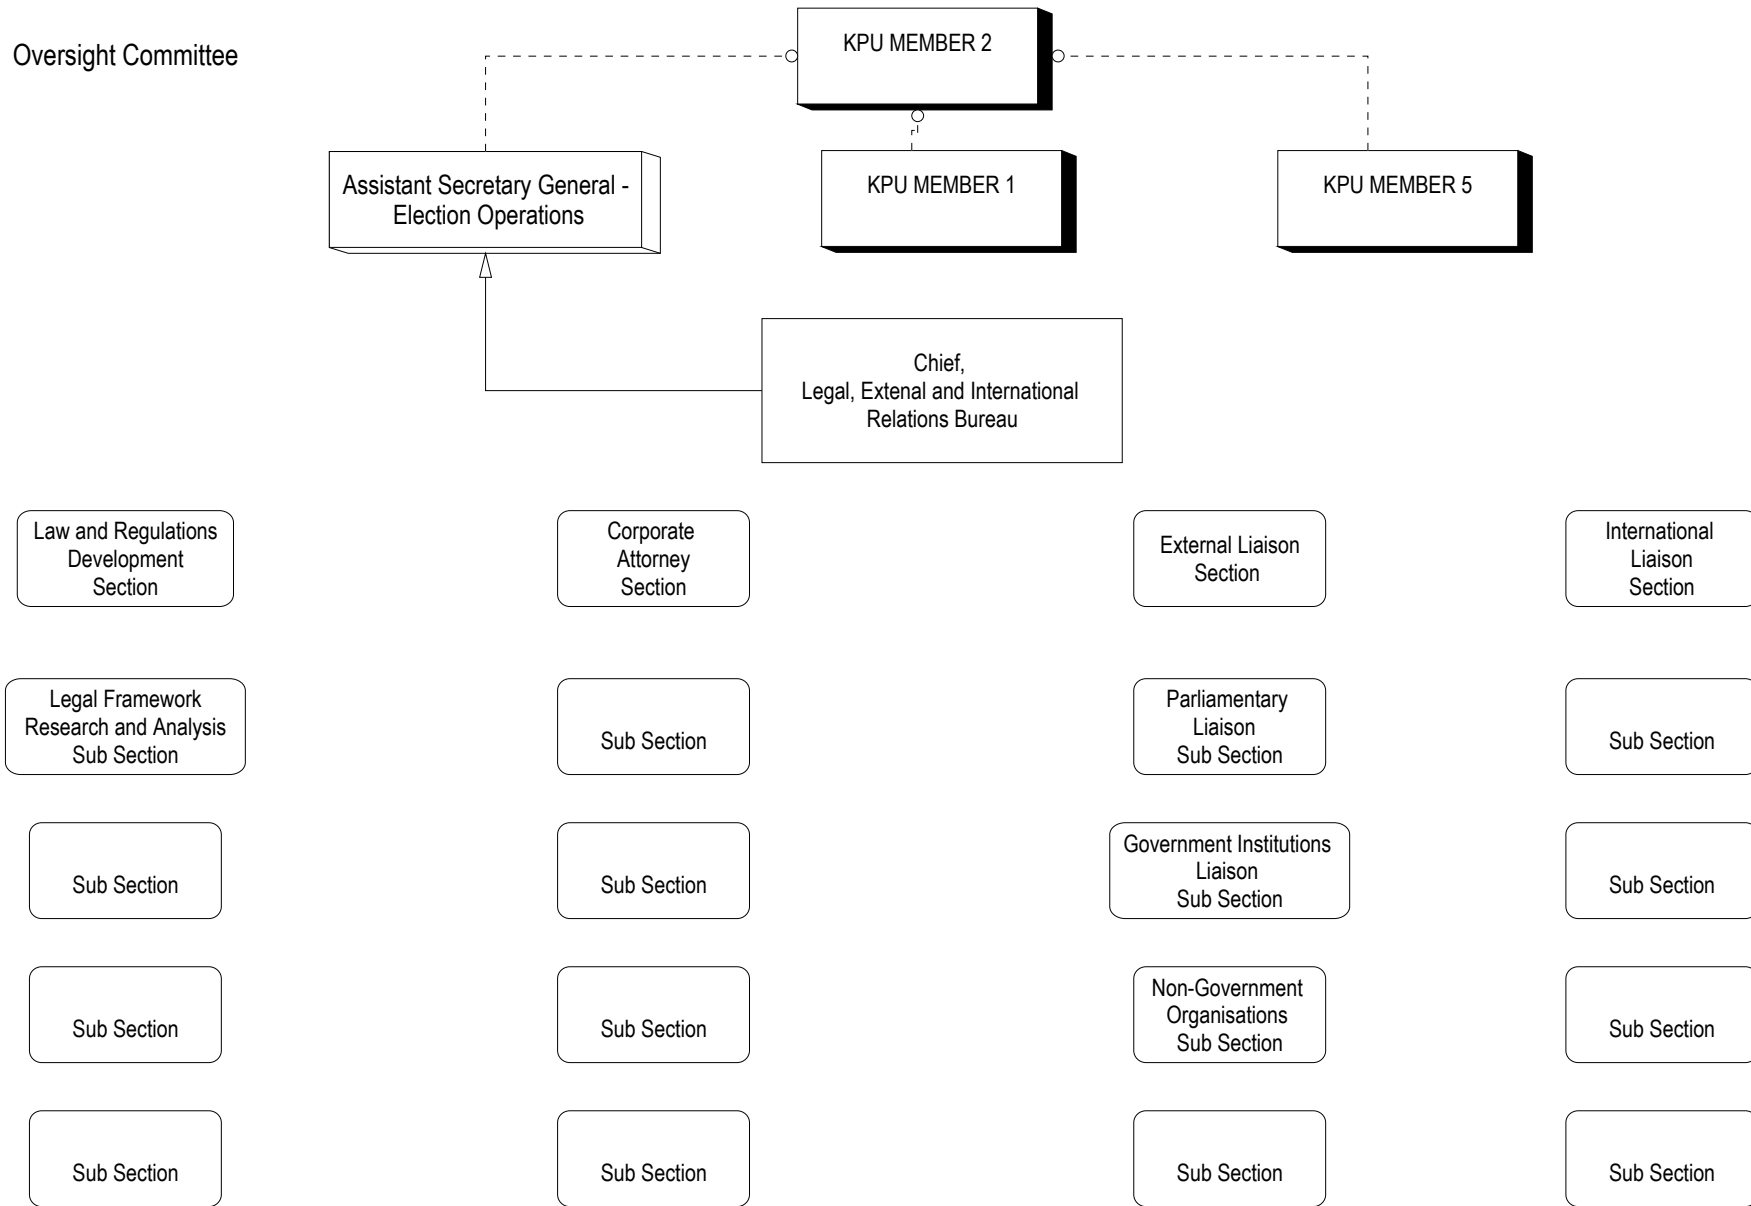 Oversight Committee
KPU MEMBER 2
Assistant Secretary General -
Election Operations
KPU MEMBER 1
KPU MEMBER 5
Chief,
Legal, Extenal and International
Relations Bureau
Law and Regulations
Development
Section
Corporate
Attorney
Section
External Liaison
Section
International
Liaison
Section
Legal Framework
Research and Analysis
Sub Section
Sub Section
Parliamentary
Liaison
Sub Section
Sub Section
Sub Section
Sub Section
Government Institutions
Liaison
Sub Section
Sub Section
Sub Section
Sub Section
Non-Government
Organisations
Sub Section
Sub Section
Sub Section
Sub Section
Sub Section
Sub Section